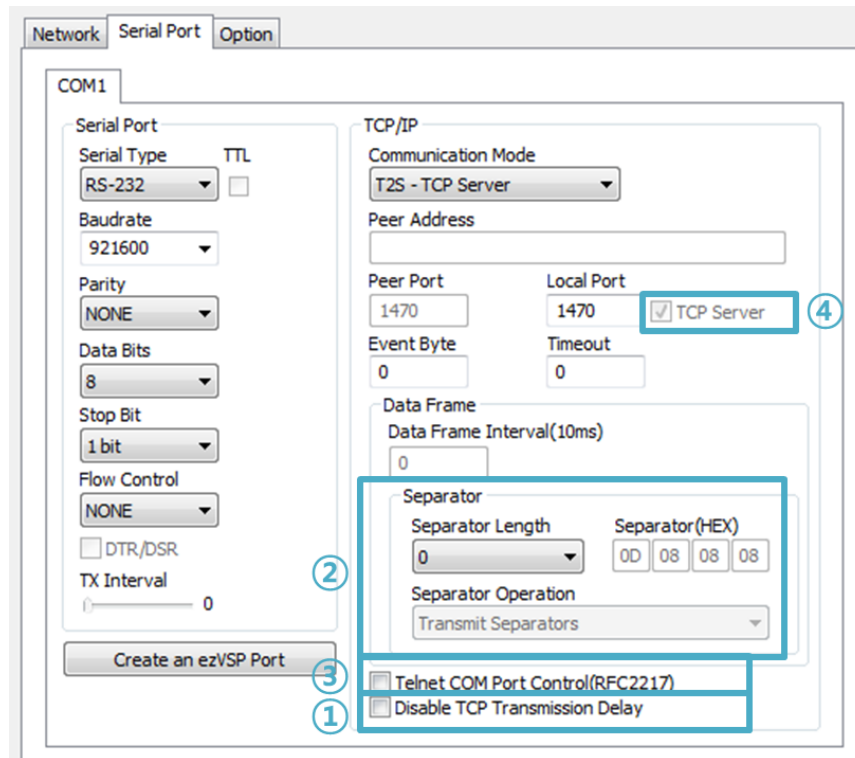 Network Serial Port Option
COM1
Serial Port
Serial Type TTL
RS-232
Baudrate
921600
Parity
NONE
Data Bits
8
Stop Bit
1 bit
Flow Control
NONE
DTR/DSR
TX Interval
0
Create an ezVSP Port
TCP/IP
Communication Mode
T2S - TCP Server
Peer Address
Peer Port Local Port
1470 1470 TCP Server ④
Event Byte Timeout
0 0
Data Frame
Data Frame Interval(10ms)
0
Separator
Separator Length Separator(HEX)
0 0D 08 08 08
②
Separator Operation
Transmit Separators
③ Telnet COM Port Control(RFC2217)
① Disable TCP Transmission Delay